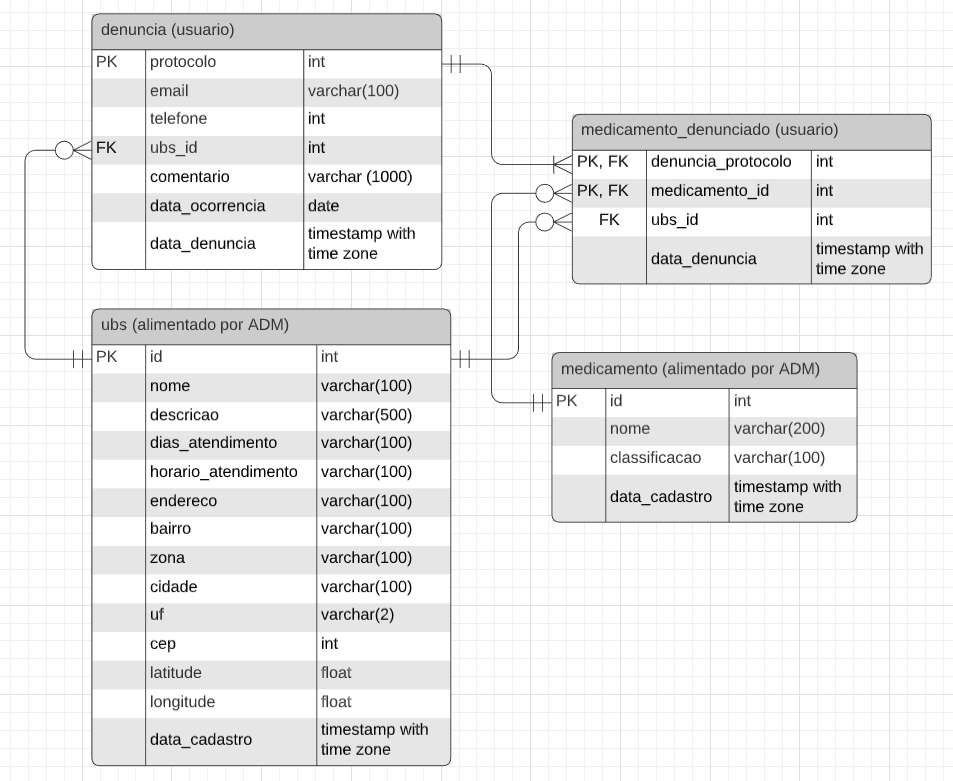 denuncia (usuario)
PK protocolo int
email varchar(100)
telefone int
FK ubs_id int
comentario varchar (1000)
data_ocorrencia date
data_denuncia timestamp with
time zone
medicamento_denunciado (usuario)
PK, FK denuncia_protocolo int
PK, FK medicamento_id int
FK ubs_id int
data_denuncia timestamp with
time zone
ubs (alimentado por ADM)
PK id int
nome varchar(100)
descricao varchar(500)
dias_atendimento varchar(100)
horario_atendimento varchar(100)
endereco varchar(100)
bairro varchar(100)
zona varchar(100)
cidade varchar(100)
uf varchar(2)
cep int
latitude float
longitude float
data_cadastro timestamp with
time zone
medicamento (alimentado por ADM)
PK id int
nome varchar(200)
classificacao varchar(100)
data_cadastro timestamp with
time zone